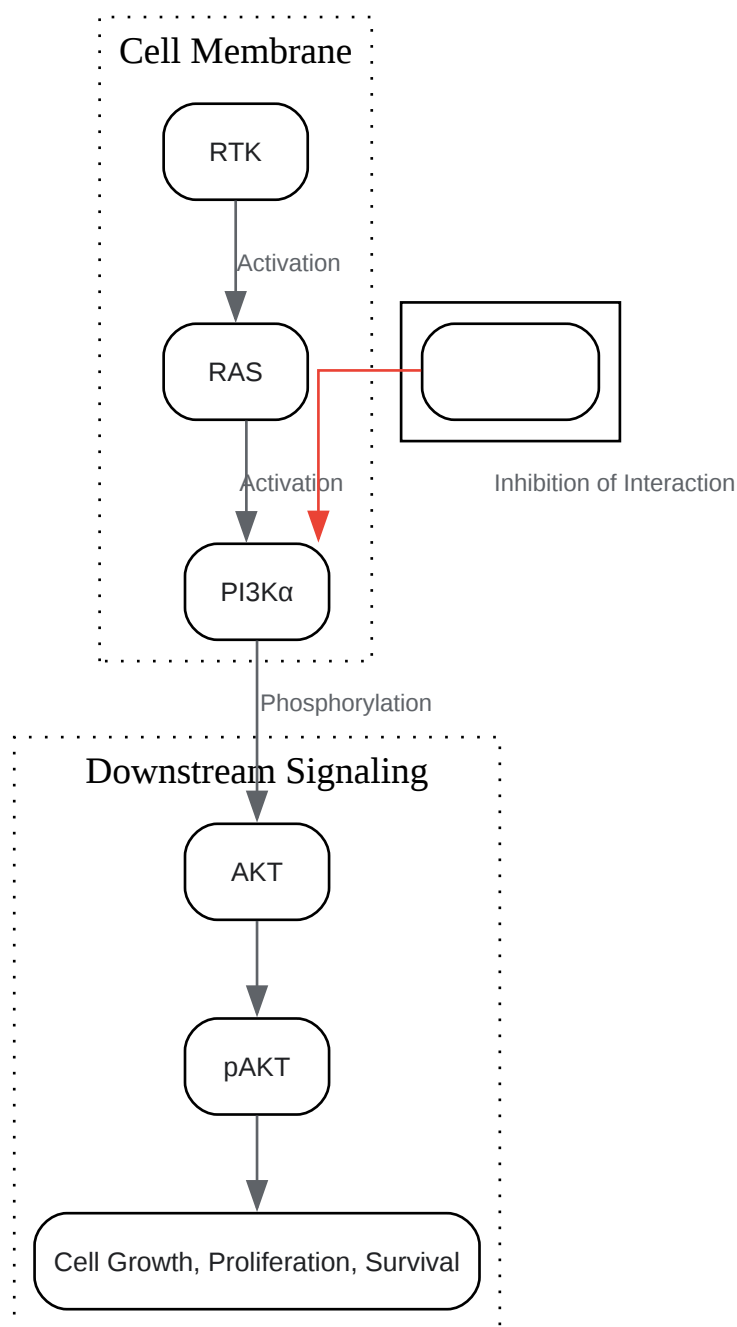 Cell Membrane
RTK
Activation
RAS
Activation
Inhibition of Interaction
PI3Kα
Phosphorylation
Downstream Signaling
AKT
pAKT
Cell Growth, Proliferation, Survival